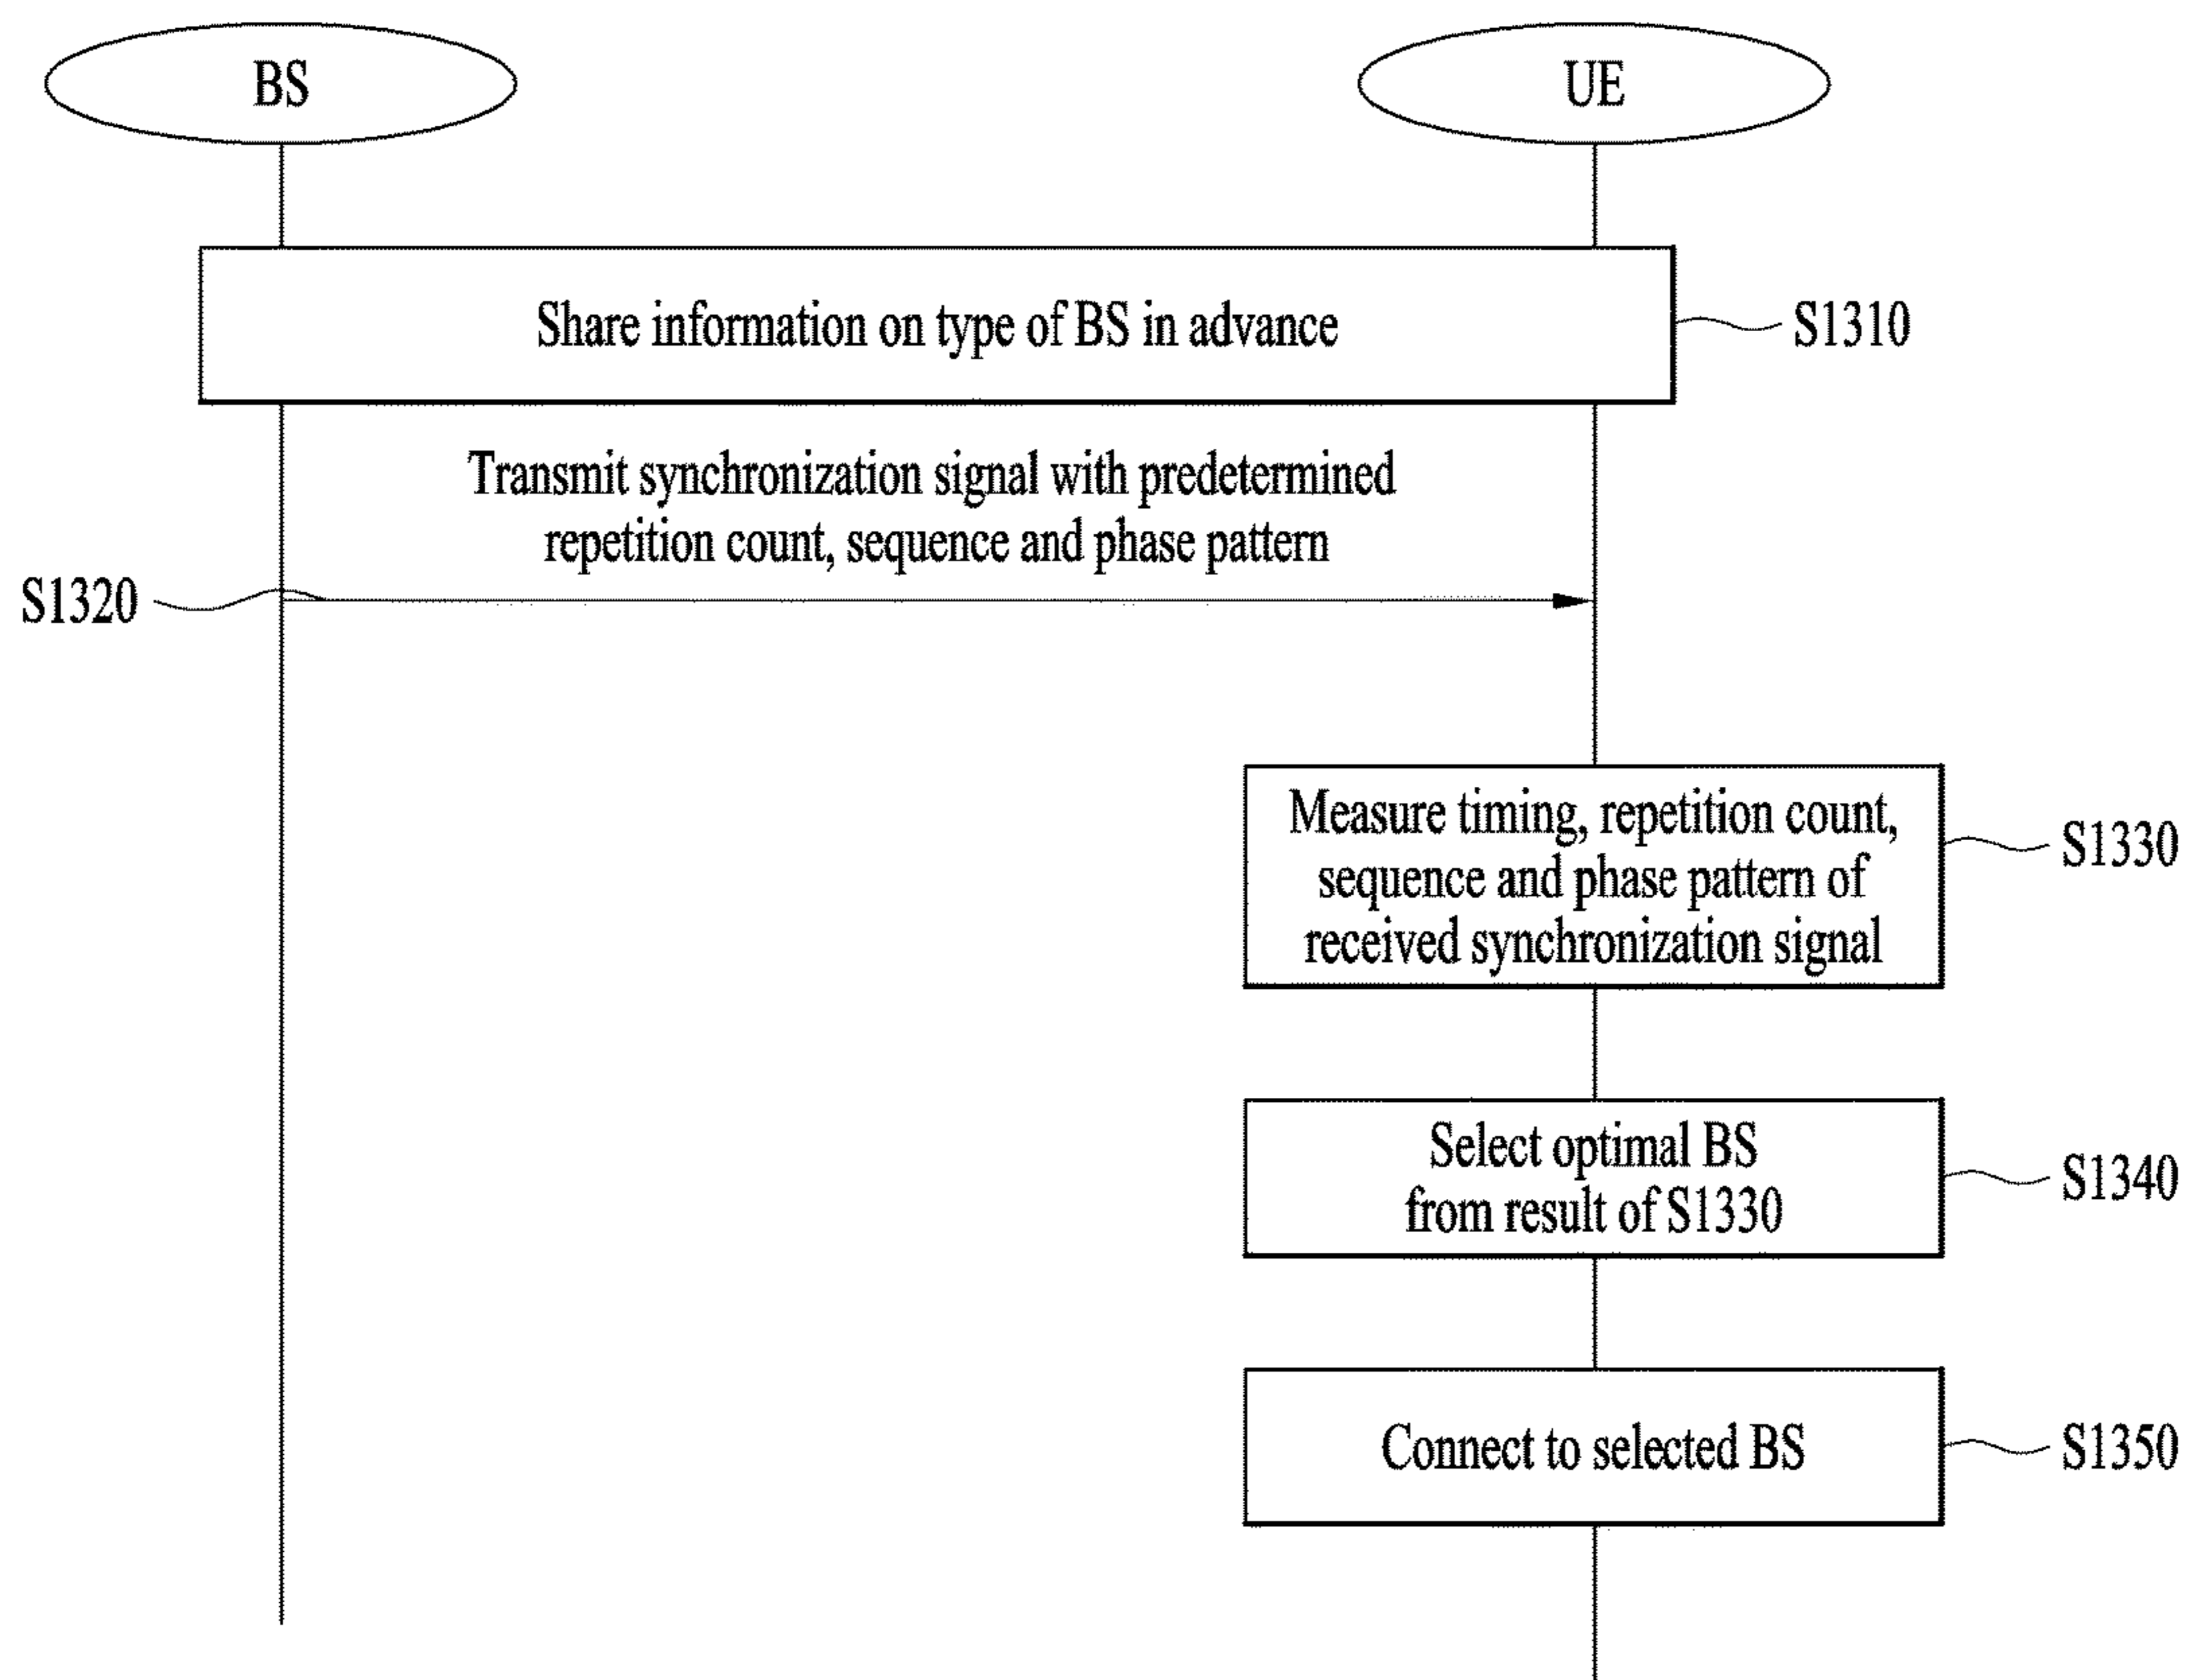 BS
UE
Share information on type of BS in advance
S1310
Transmit synchronization signal with predetermined
repetition count, sequence and phase pattern
S1320
Measure timing, repetition count,
sequence and phase pattern of
received synchronization signal
S1330
Select optimal BS
from result of S1330
S1340
Connect to selected BS
S1350